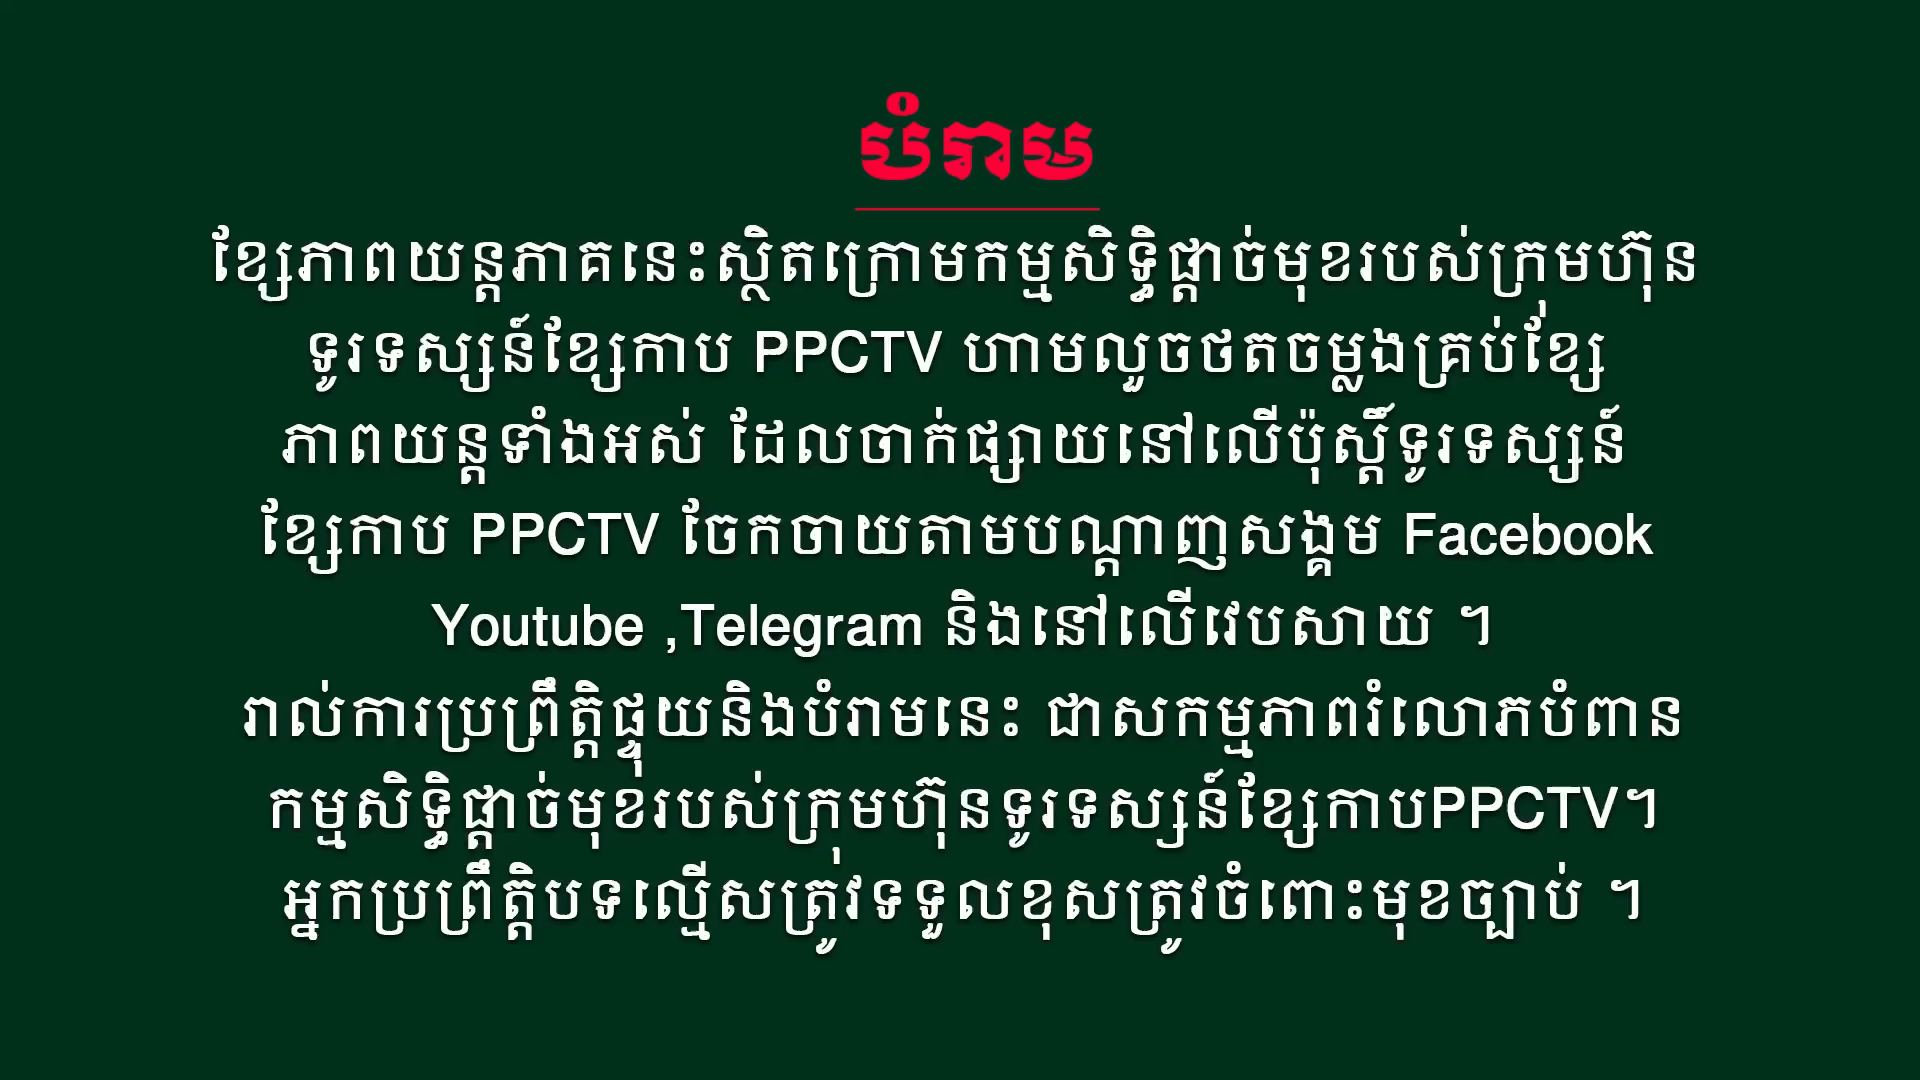 បំរាម
ខ្សែភាពយន្តភាគនេះស្ថិតក្រោមកម្មសិទ្ធិផ្តាច់មុខរបស់ក្រុមហ៊ុន
ទូរទស្សន៍ខ្សែកាប PPCTV ហាមលួចថតចម្លងគ្រប់ខ្សែ
ភាពយន្តទាំងអស់ ដែលចាក់ផ្សាយនៅលើប៉ុស្តិ៍ទូរទស្សន៍
ខ្សែកាប PPCTV ចែកចាយតាមបណ្តាញសង្គម Facebook
Youtube ,Telegram និងនៅលើវេបសាយ ។
រាល់ការប្រព្រឹត្តិផ្ទុយនិងបំរាមនេះ ជាសកម្មភាពរំលោភបំពាន
កម្មសិទ្ធិផ្តាច់មុខរបស់ក្រុមហ៊ុនទូរទស្សន៍ខ្សែកាបPPCTV។
អ្នកប្រព្រឹត្តិបទល្មើសត្រូវទទួលខុសត្រូវចំពោះមុខច្បាប់ ។